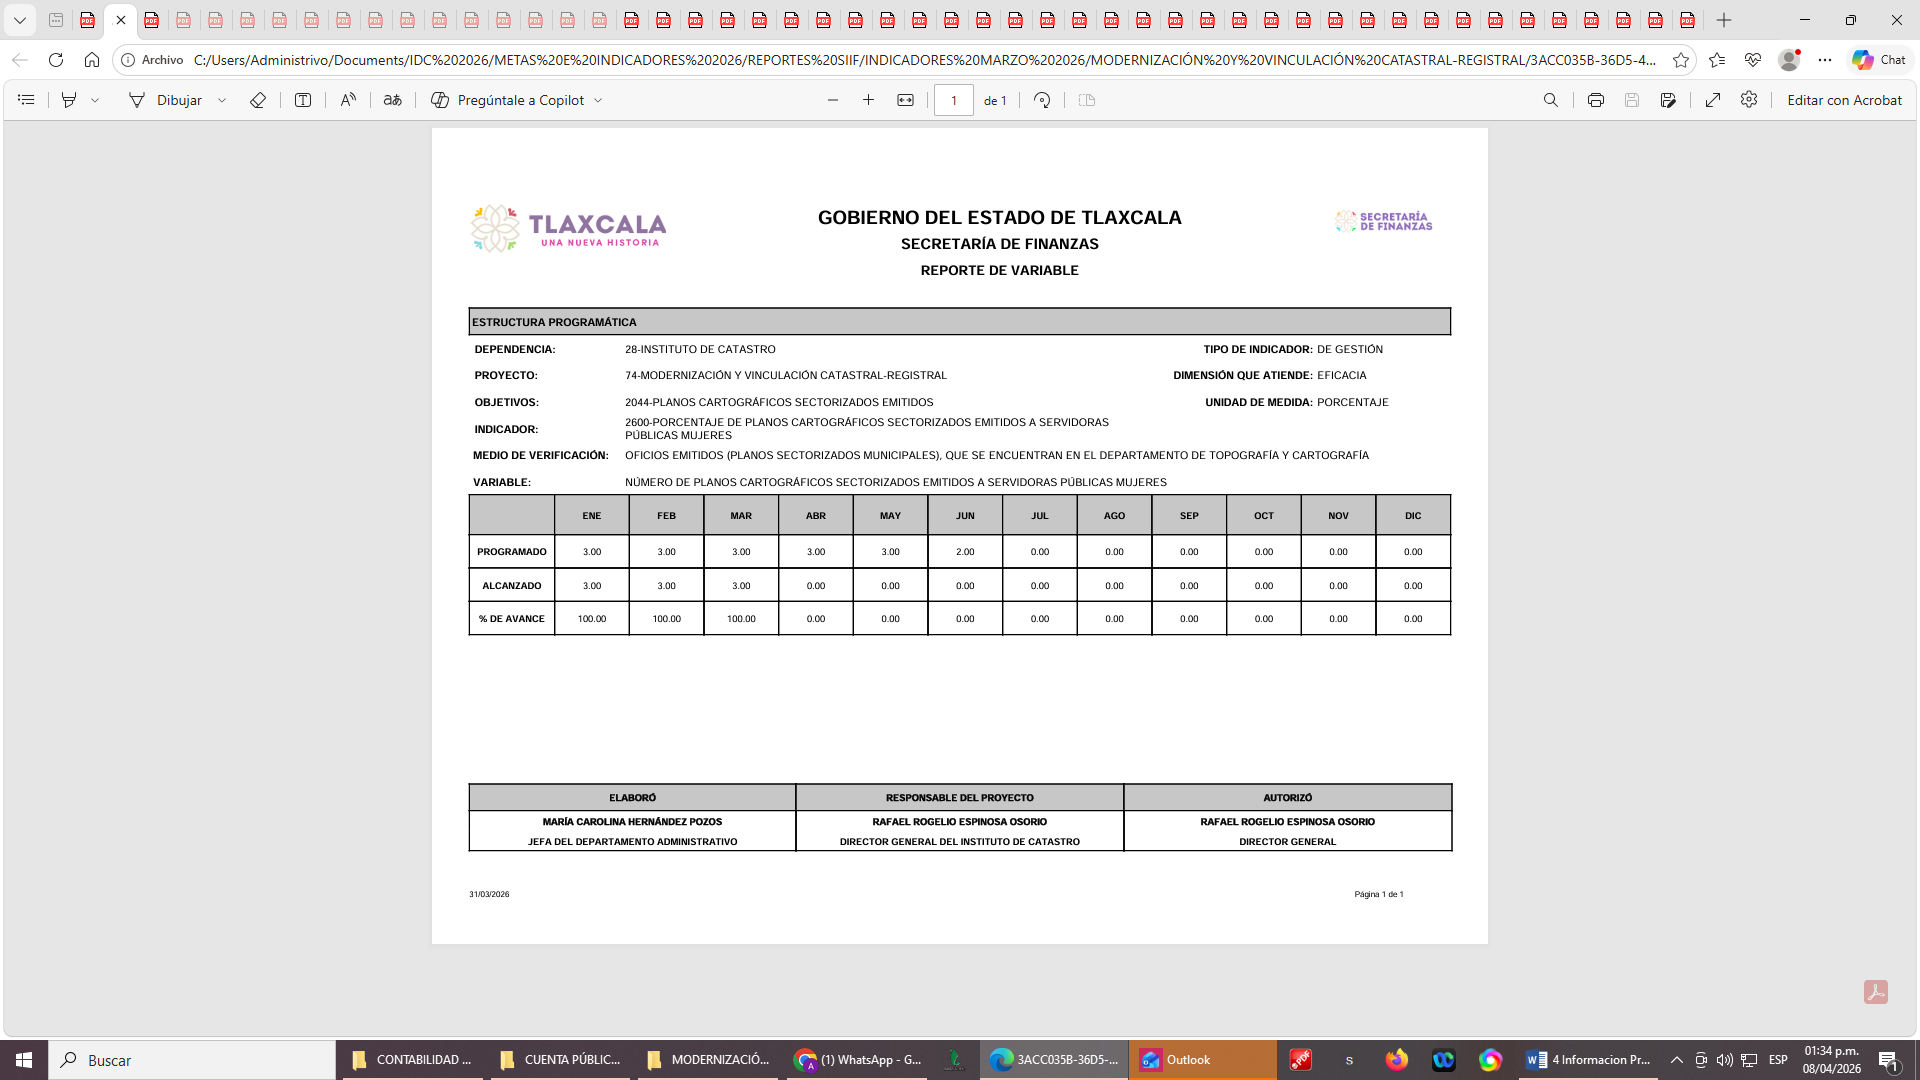 Archivo
C:/Users/Administrivo/Documents/IDC%202026/METAS%20E%20INDICADORES%202026/REPORTES%20SIIF/INDICADORES%20MARZO%202026/MODERNIZACIÓN%20Y%20VINCULACIÓN%20CATASTRAL-REGISTRAL/3ACC035B-36D5-4...
Chat
Dibujar
Pregúntale a Copilot
1 de 1
Editar con Acrobat
TLAXCALA
UNA NUEVA HISTORIA
GOBIERNO DEL ESTADO DE TLAXCALA
SECRETARÍA DE FINANZAS
REPORTE DE VARIABLE
SECRETARÍA
DE FINANZAS
ESTRUCTURA PROGRAMÁTICA
DEPENDENCIA: 28-INSTITUTO DE CATASTRO TIPO DE INDICADOR: DE GESTIÓN
PROYECTO: 74-MODERNIZACIÓN Y VINCULACIÓN CATASTRAL-REGISTRAL DIMENSIÓN QUE ATIENDE: EFICACIA
OBJETIVOS: 2044-PLANOS CARTOGRÁFICOS SECTORIZADOS EMITIDOS UNIDAD DE MEDIDA: PORCENTAJE
INDICADOR: 2600-PORCENTAJE DE PLANOS CARTOGRÁFICOS SECTORIZADOS EMITIDOS A SERVIDORAS
PÚBLICAS MUJERES
MEDIO DE VERIFICACIÓN: OFICIOS EMITIDOS (PLANOS SECTORIZADOS MUNICIPALES), QUE SE ENCUENTRAN EN EL DEPARTAMENTO DE TOPOGRAFÍA Y CARTOGRAFÍA
VARIABLE: NÚMERO DE PLANOS CARTOGRÁFICOS SECTORIZADOS EMITIDOS A SERVIDORAS PÚBLICAS MUJERES
ENE FEB MAR ABR MAY JUN JUL AGO SEP OCT NOV DIC
PROGRAMADO 3.00 3.00 3.00 3.00 3.00 2.00 0.00 0.00 0.00 0.00 0.00 0.00
ALCANZADO 3.00 3.00 3.00 0.00 0.00 0.00 0.00 0.00 0.00 0.00 0.00 0.00
% DE AVANCE 100.00 100.00 100.00 0.00 0.00 0.00 0.00 0.00 0.00 0.00 0.00 0.00
ELABORÓ RESPONSABLE DEL PROYECTO AUTORIZÓ
MARÍA CAROLINA HERNÁNDEZ POZOS RAFAEL ROGELIO ESPINOSA OSORIO RAFAEL ROGELIO ESPINOSA OSORIO
JEFA DEL DEPARTAMENTO ADMINISTRATIVO DIRECTOR GENERAL DEL INSTITUTO DE CATASTRO DIRECTOR GENERAL
31/03/2026 Página 1 de 1
Buscar
CONTABILIDAD ...
CUENTA PÚBLIC...
MODERNIZACIÓ...
(1) WhatsApp - G...
3ACC035B-36D5-...
Outlook
4 Informacion Pr...
ESP
01:34 p.m.
08/04/2026